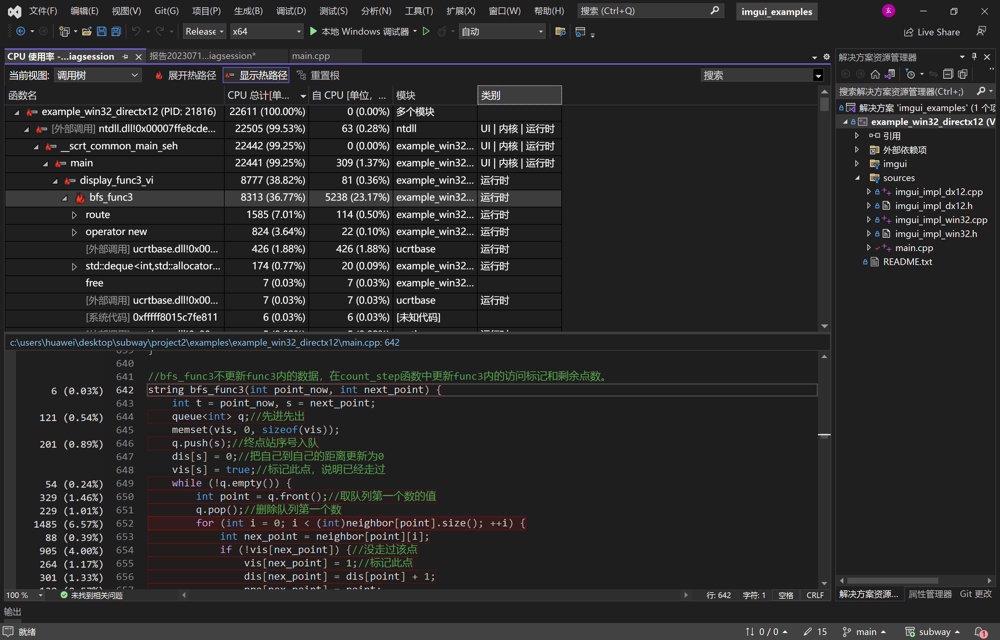 文件(F) 编辑(E) 视图(V) Git(G) 项目(P) 生成(B) 调试(D) 测试(S) 分析(N) 工具(T) 扩展(X) 窗口(W) 帮助(H) 搜索 (Ctrl+Q) imgui_examples 玄
Release x64 本地 Windows 调试器 自动 Live Share
CPU 使用率 -...iagsession 报告2023071...iagsession* main.cpp
当前视图: 调用树 展开热路径 显示热路径 重置根 搜索
函数名 CPU 总计[单... 自 CPU [单位, ... 模块 类别
example_win32_directx12 (PID: 21816) 22611 (100.00%) 0 (0.00%) 多个模块
[外部调用] ntdll.dll!0x00007ffe8cde... 22505 (99.53%) 63 (0.28%) ntdll UI | 内核 | 运行时
__scrt_common_main_seh 22442 (99.25%) 0 (0.00%) example_win32... UI | 内核 | 运行时
main 22441 (99.25%) 309 (1.37%) example_win32... UI | 内核 | 运行时
display_func3_vi 8777 (38.82%) 81 (0.36%) example_win32... 运行时
bfs_func3 8313 (36.77%) 5238 (23.17%) example_win32... 运行时
route 1585 (7.01%) 114 (0.50%) example_win32... 运行时
operator new 824 (3.64%) 22 (0.10%) example_win32... 运行时
[外部调用] ucrtbase.dll!0x00... 426 (1.88%) 426 (1.88%) ucrtbase 运行时
std::deque<int,std::allocator... 174 (0.77%) 20 (0.09%) example_win32... 运行时
free 7 (0.03%) 7 (0.03%) example_win32...
[外部调用] ucrtbase.dll!0x00... 7 (0.03%) 7 (0.03%) ucrtbase 运行时
[系统代码] 0xfffff8015c7fe811 6 (0.03%) 6 (0.03%) [未知代码]
c:\users\huawei\desktop\subway\project2\examples\example_win32_directx12\main.cpp: 642
639 }
640
641 //bfs_func3不更新func3内的数据，在count_step函数中更新func3内的访问标记和剩余点数。
6 (0.03%) 642 string bfs_func3(int point_now, int next_point) {
643 int t = point_now, s = next_point;
121 (0.54%) 644 queue<int> q;//先进先出
645 memset(vis, 0, sizeof(vis));
201 (0.89%) 646 q.push(s);//终点站序号入队
647 dis[s] = 0;//把自己到自己的距离更新为0
648 vis[s] = true;//标记此点，说明已经走过
54 (0.24%) 649 while (!q.empty()) {
329 (1.46%) 650 int point = q.front();//取队列第一个数的值
229 (1.01%) 651 q.pop();//删除队列第一个数
1485 (6.57%) 652 for (int i = 0; i < (int)neighbor[point].size(); ++i) {
88 (0.39%) 653 int nex_point = neighbor[point][i];
905 (4.00%) 654 if (!vis[nex_point]) {//没走过该点
264 (1.17%) 655 vis[nex_point] = 1;//标记此点
301 (1.33%) 656 dis[nex_point] = dis[point] + 1;
657 pre[nex_point] = point;
100 % 未找到相关问题 行: 642 字符: 1 空格 CRLF
输出
就绪 0 / 0 15 main subway 1
解决方案资源管理器
搜索解决方案资源管理器(Ctrl+;)
解决方案 'imgui_examples' (1 个项
example_win32_directx12 (V
引用
外部依赖项
imgui
sources
imgui_impl_dx12.cpp
imgui_impl_dx12.h
imgui_impl_win32.cpp
imgui_impl_win32.h
main.cpp
README.txt
解决方案资源... 属性管理器 Git 更改